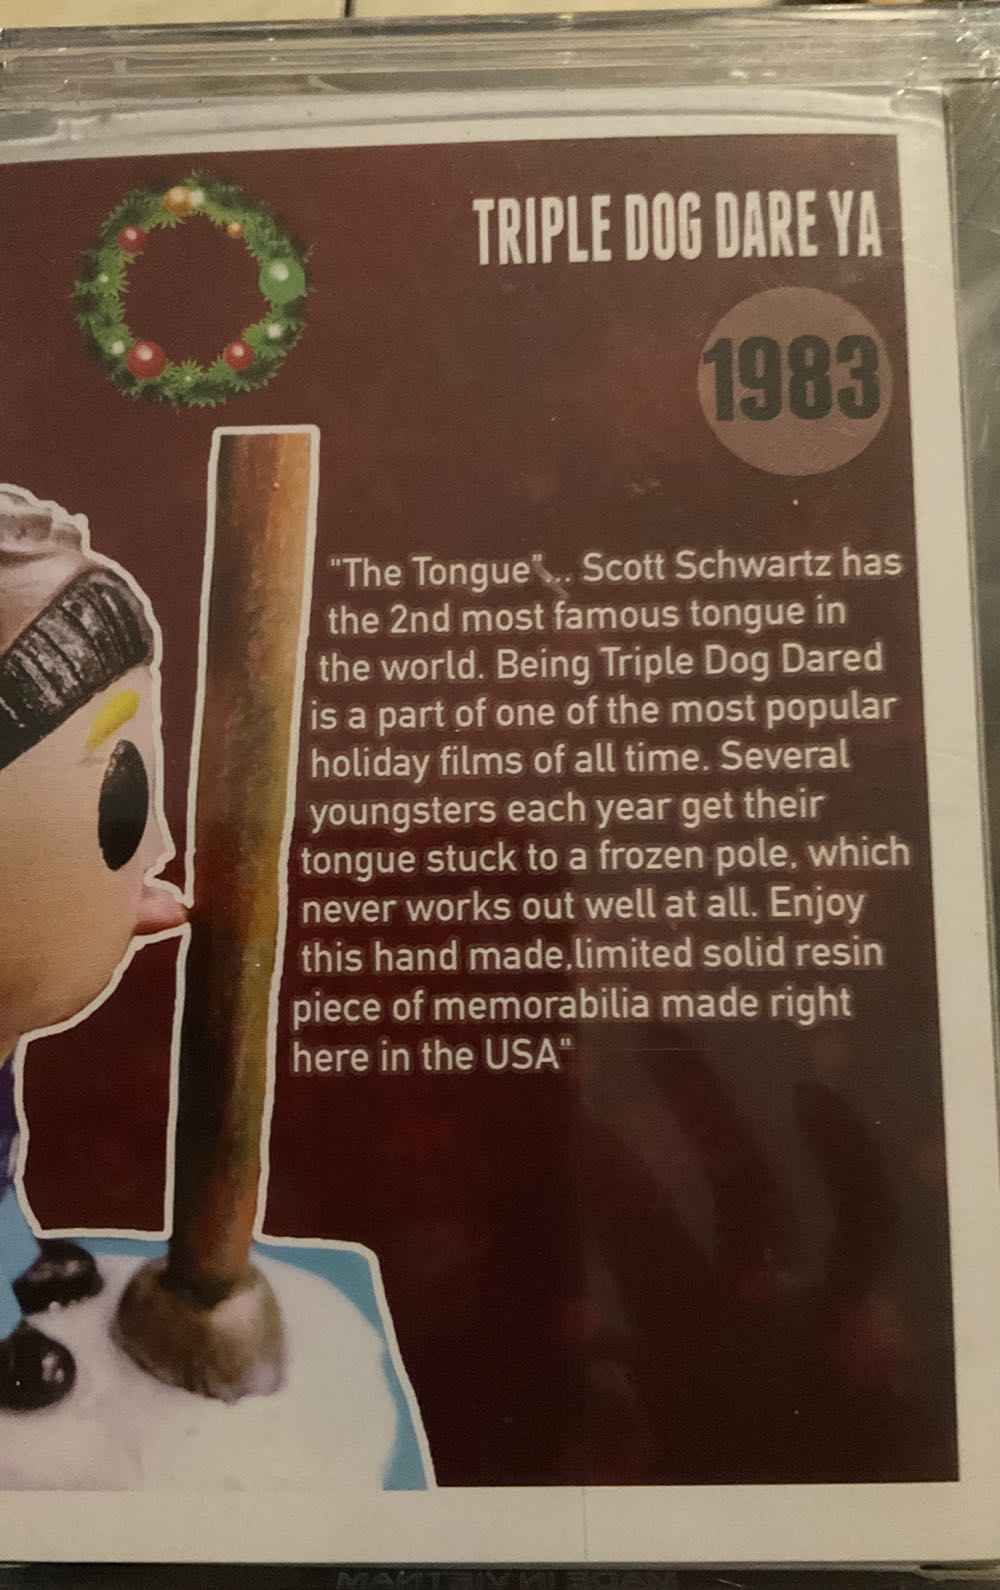 TRIPLE DOG DARE YA
1983
"The Tongue"... Scott Schwartz has
the 2nd most famous tongue in
the world. Being Triple Dog Dared
is a part of one of the most popular
holiday films of all time. Several
youngsters each year get their
tongue stuck to a frozen pole, which
never works out well at all. Enjoy
this hand made,limited solid resin
piece of memorabilia made right
here in the USA"
MADE IN VIETNAM